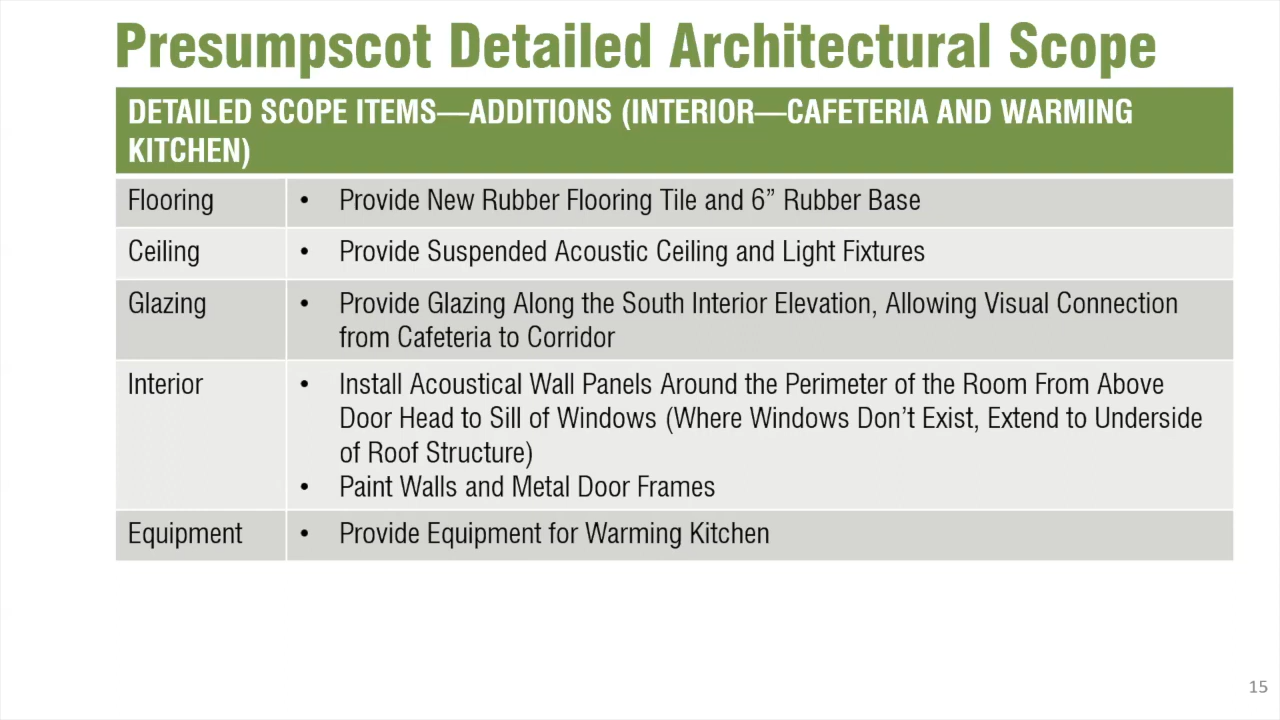 Presumpscot Detailed Architectural Scope
DETAILED SCOPE ITEMS—ADDITIONS (INTERIOR—CAFETERIA AND WARMING
KITCHEN)
Flooring
• Provide New Rubber Flooring Tile and 6” Rubber Base
Ceiling
• Provide Suspended Acoustic Ceiling and Light Fixtures
Glazing
• Provide Glazing Along the South Interior Elevation, Allowing Visual Connection
from Cafeteria to Corridor
Interior
• Install Acoustical Wall Panels Around the Perimeter of the Room From Above
Door Head to Sill of Windows (Where Windows Don’t Exist, Extend to Underside
of Roof Structure)
• Paint Walls and Metal Door Frames
Equipment
• Provide Equipment for Warming Kitchen
15